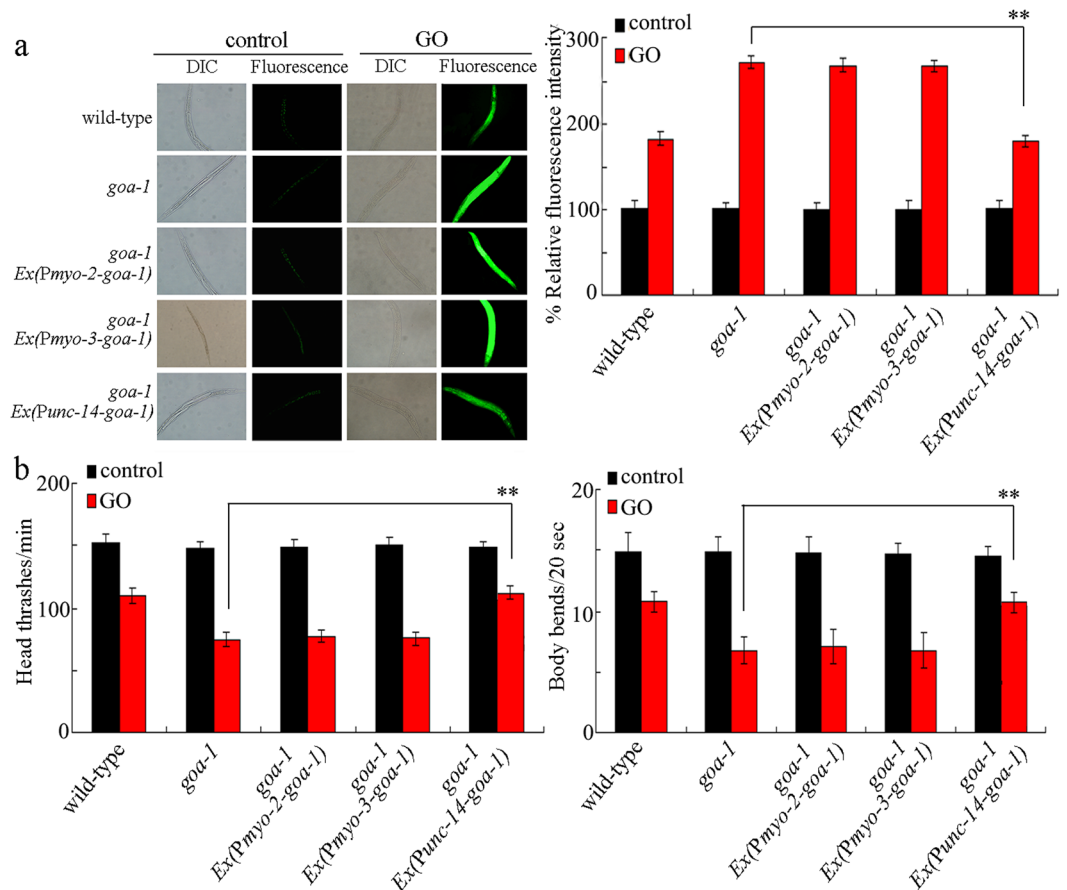 a
control GO
DIC Fluorescence DIC Fluorescence
wild-type
goa-1
goa-1
Ex(Pmyo-2-goa-1)
goa-1
Ex(Pmyo-3-goa-1)
goa-1
Ex(Punc-14-goa-1)
% Relative fluorescence intensity
300
200
100
0
control
GO
**
wild-type
goa-1
goa-1
Ex(Pmyo-2-goa-1)
goa-1
Ex(Pmyo-3-goa-1)
goa-1
Ex(Punc-14-goa-1)
b
Head thrashes/min
200
100
0
control
GO
**
wild-type
goa-1
goa-1
Ex(Pmyo-2-goa-1)
goa-1
Ex(Pmyo-3-goa-1)
goa-1
Ex(Punc-14-goa-1)
Body bends/20 sec
20
10
0
control
GO
**
wild-type
goa-1
goa-1
Ex(Pmyo-2-goa-1)
goa-1
Ex(Pmyo-3-goa-1)
goa-1
Ex(Punc-14-goa-1)